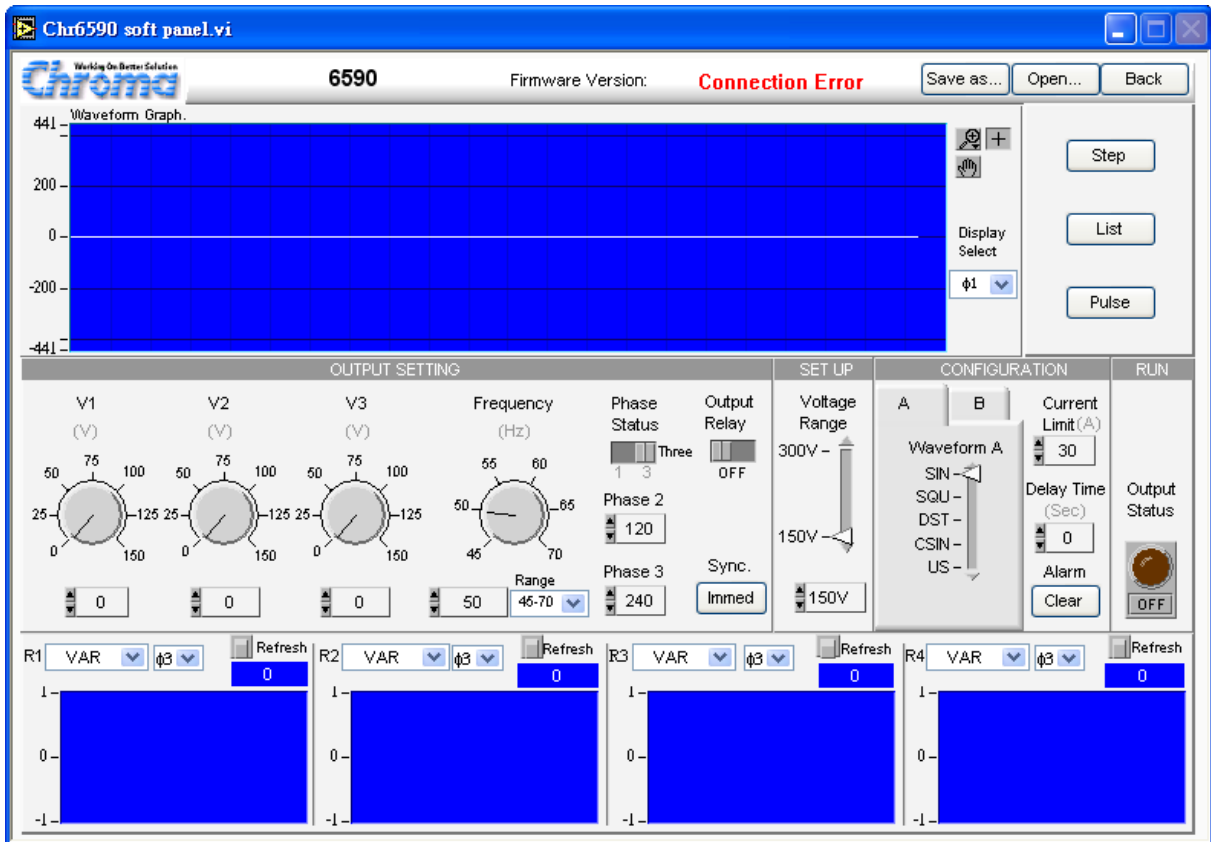 Chr6590 soft panel.vi
Working On Better Solution
Chroma
6590
Firmware Version:
Connection Error
Save as...
Open...
Back
Waveform Graph.
441
200
0
-200
-441
Display
Select
ϕ1
Step
List
Pulse
OUTPUT SETTING
SET UP
CONFIGURATION
RUN
V1
(V)
0
25
50
75
100
125
150
0
V2
(V)
0
25
50
75
100
125
150
0
V3
(V)
0
25
50
75
100
125
150
0
Frequency
(Hz)
45
50
55
60
65
70
50
Range
45-70
Phase
Status
Three
1 3
Phase 2
120
Phase 3
240
Output
Relay
OFF
Sync.
Immed
Voltage
Range
300V
150V
150V
A
B
Waveform A
SIN
SQU
DST
CSIN
US
Current
Limit(A)
30
Delay Time
(Sec)
0
Alarm
Clear
Output
Status
OFF
R1 VAR ϕ3 Refresh
0
1
0
-1
R2 VAR ϕ3 Refresh
0
1
0
-1
R3 VAR ϕ3 Refresh
0
1
0
-1
R4 VAR ϕ3 Refresh
0
1
0
-1